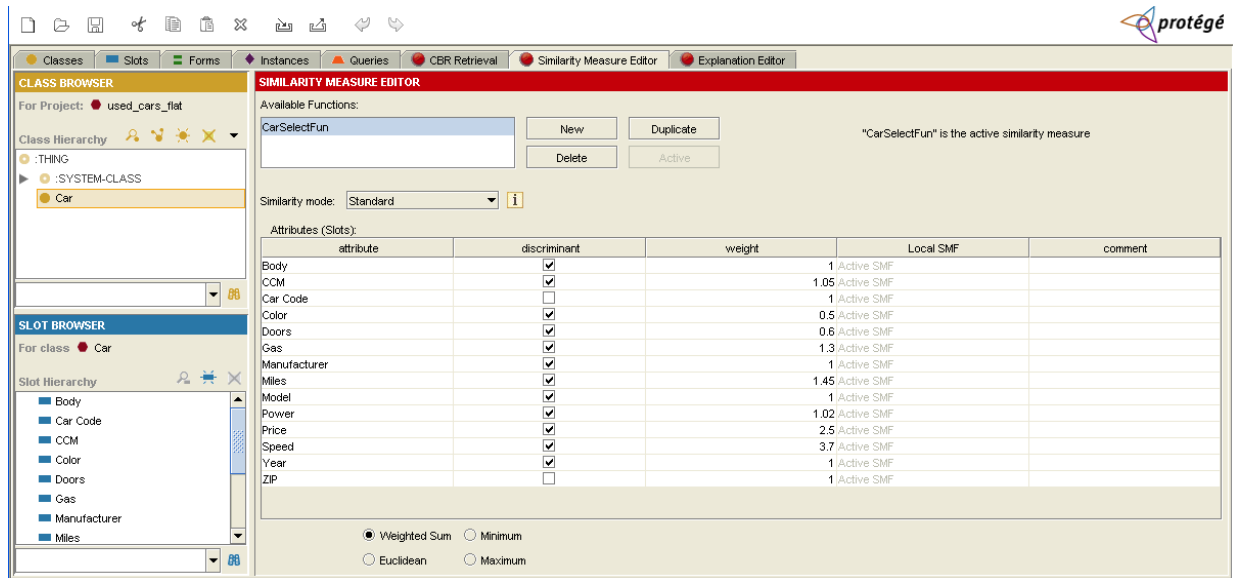 protégé
Classes Slots Forms Instances Queries CBR Retrieval Similarity Measure Editor Explanation Editor
CLASS BROWSER
For Project: used_cars_flat
Class Hierarchy
:THING
:SYSTEM-CLASS
Car
SLOT BROWSER
For class Car
Slot Hierarchy
Body
Car Code
CCM
Color
Doors
Gas
Manufacturer
Miles
SIMILARITY MEASURE EDITOR
Available Functions:
CarSelectFun
New Duplicate
Delete Active
"CarSelectFun" is the active similarity measure
Similarity mode: Standard i
Attributes (Slots):
attribute discriminant weight Local SMF comment
Body 1 Active SMF
CCM 1.05 Active SMF
Car Code 1 Active SMF
Color 0.5 Active SMF
Doors 0.6 Active SMF
Gas 1.3 Active SMF
Manufacturer 1 Active SMF
Miles 1.45 Active SMF
Model 1 Active SMF
Power 1.02 Active SMF
Price 2.5 Active SMF
Speed 3.7 Active SMF
Year 1 Active SMF
ZIP 1 Active SMF
Weighted Sum Minimum
Euclidean Maximum